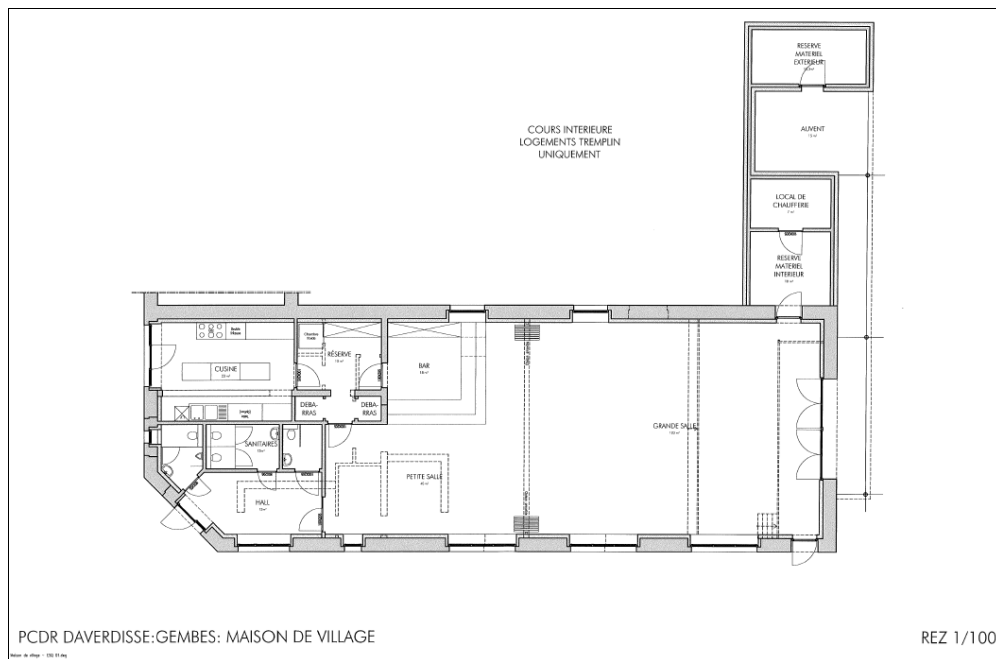 RESERVE
MATERIEL
EXTERIEUR
COURS INTERIEURE
LOGEMENTS TREMPLIN
UNIQUEMENT
AUVENT
LOCAL DE
CHAUFFERIE
RESERVE
MATERIEL
INTERIEUR
CUISINE
RÉSERVE
BAR
DEBA-
RRAS
DEBA-
RRAS
SANITAIRES
GRANDE SALLE
PETITE SALLE
HALL
PCDR DAVERDISSE:GEMBES: MAISON DE VILLAGE
REZ 1/100